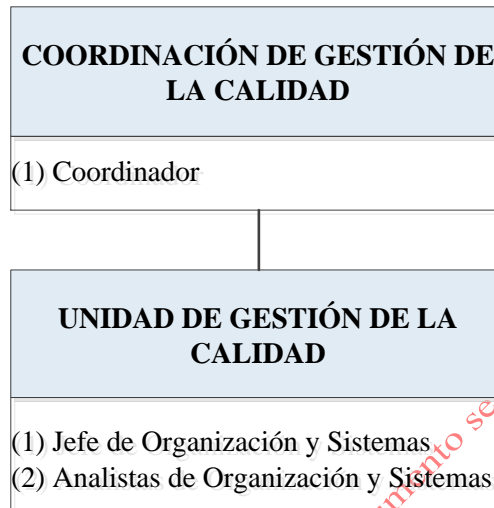 COORDINACIÓN DE GESTIÓN DE
LA CALIDAD
(1) Coordinador
UNIDAD DE GESTIÓN DE LA
CALIDAD
(1) Jefe de Organización y Sistemas
(2) Analistas de Organización y Sistemas